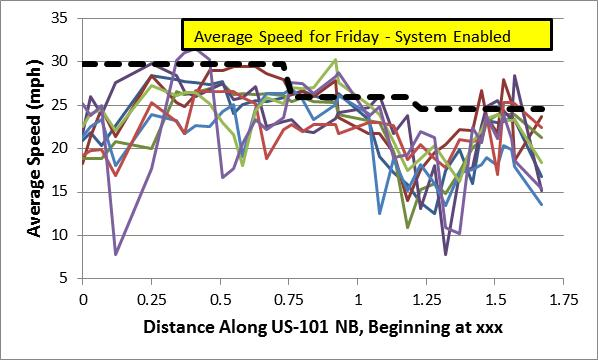 Average Speed for Friday - System Enabled
Average Speed (mph)
35
30
25
20
15
10
5
0 0.25 0.5 0.75 1 1.25 1.5 1.75
Distance Along US-101 NB, Beginning at xxx